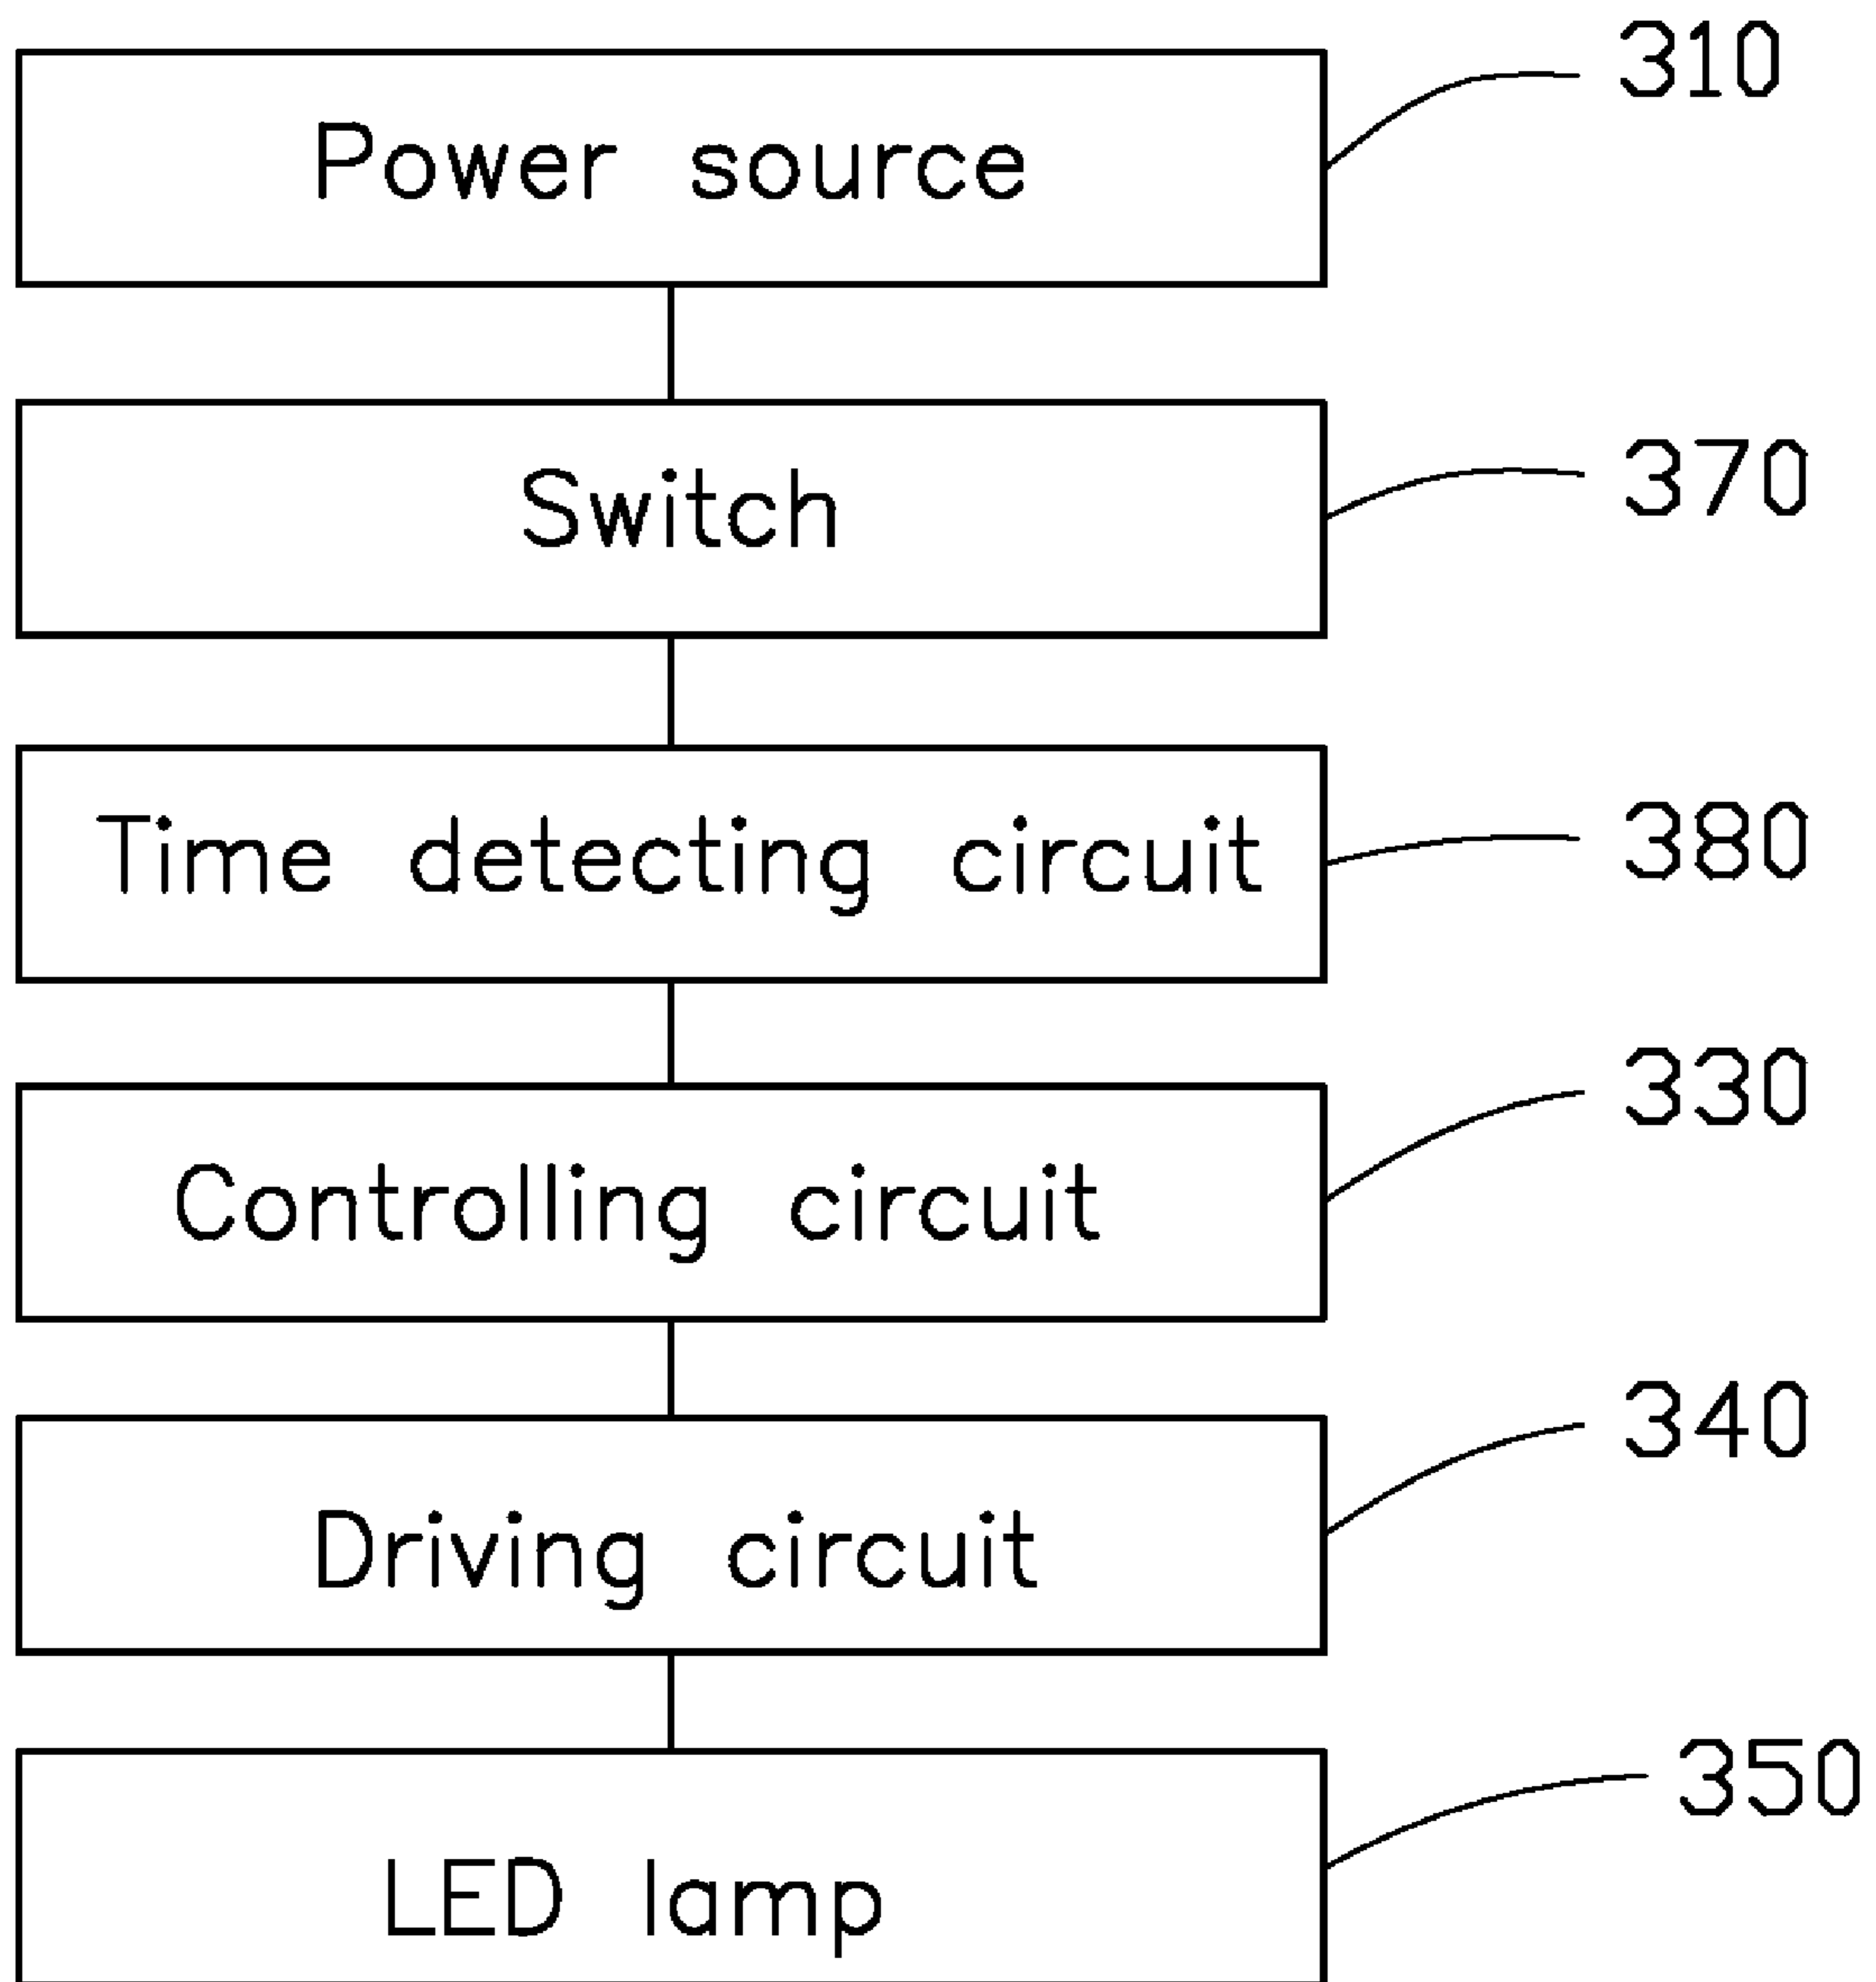 Power source
310
Switch
370
Time detecting circuit
380
Controlling circuit
330
Driving circuit
340
LED lamp
350